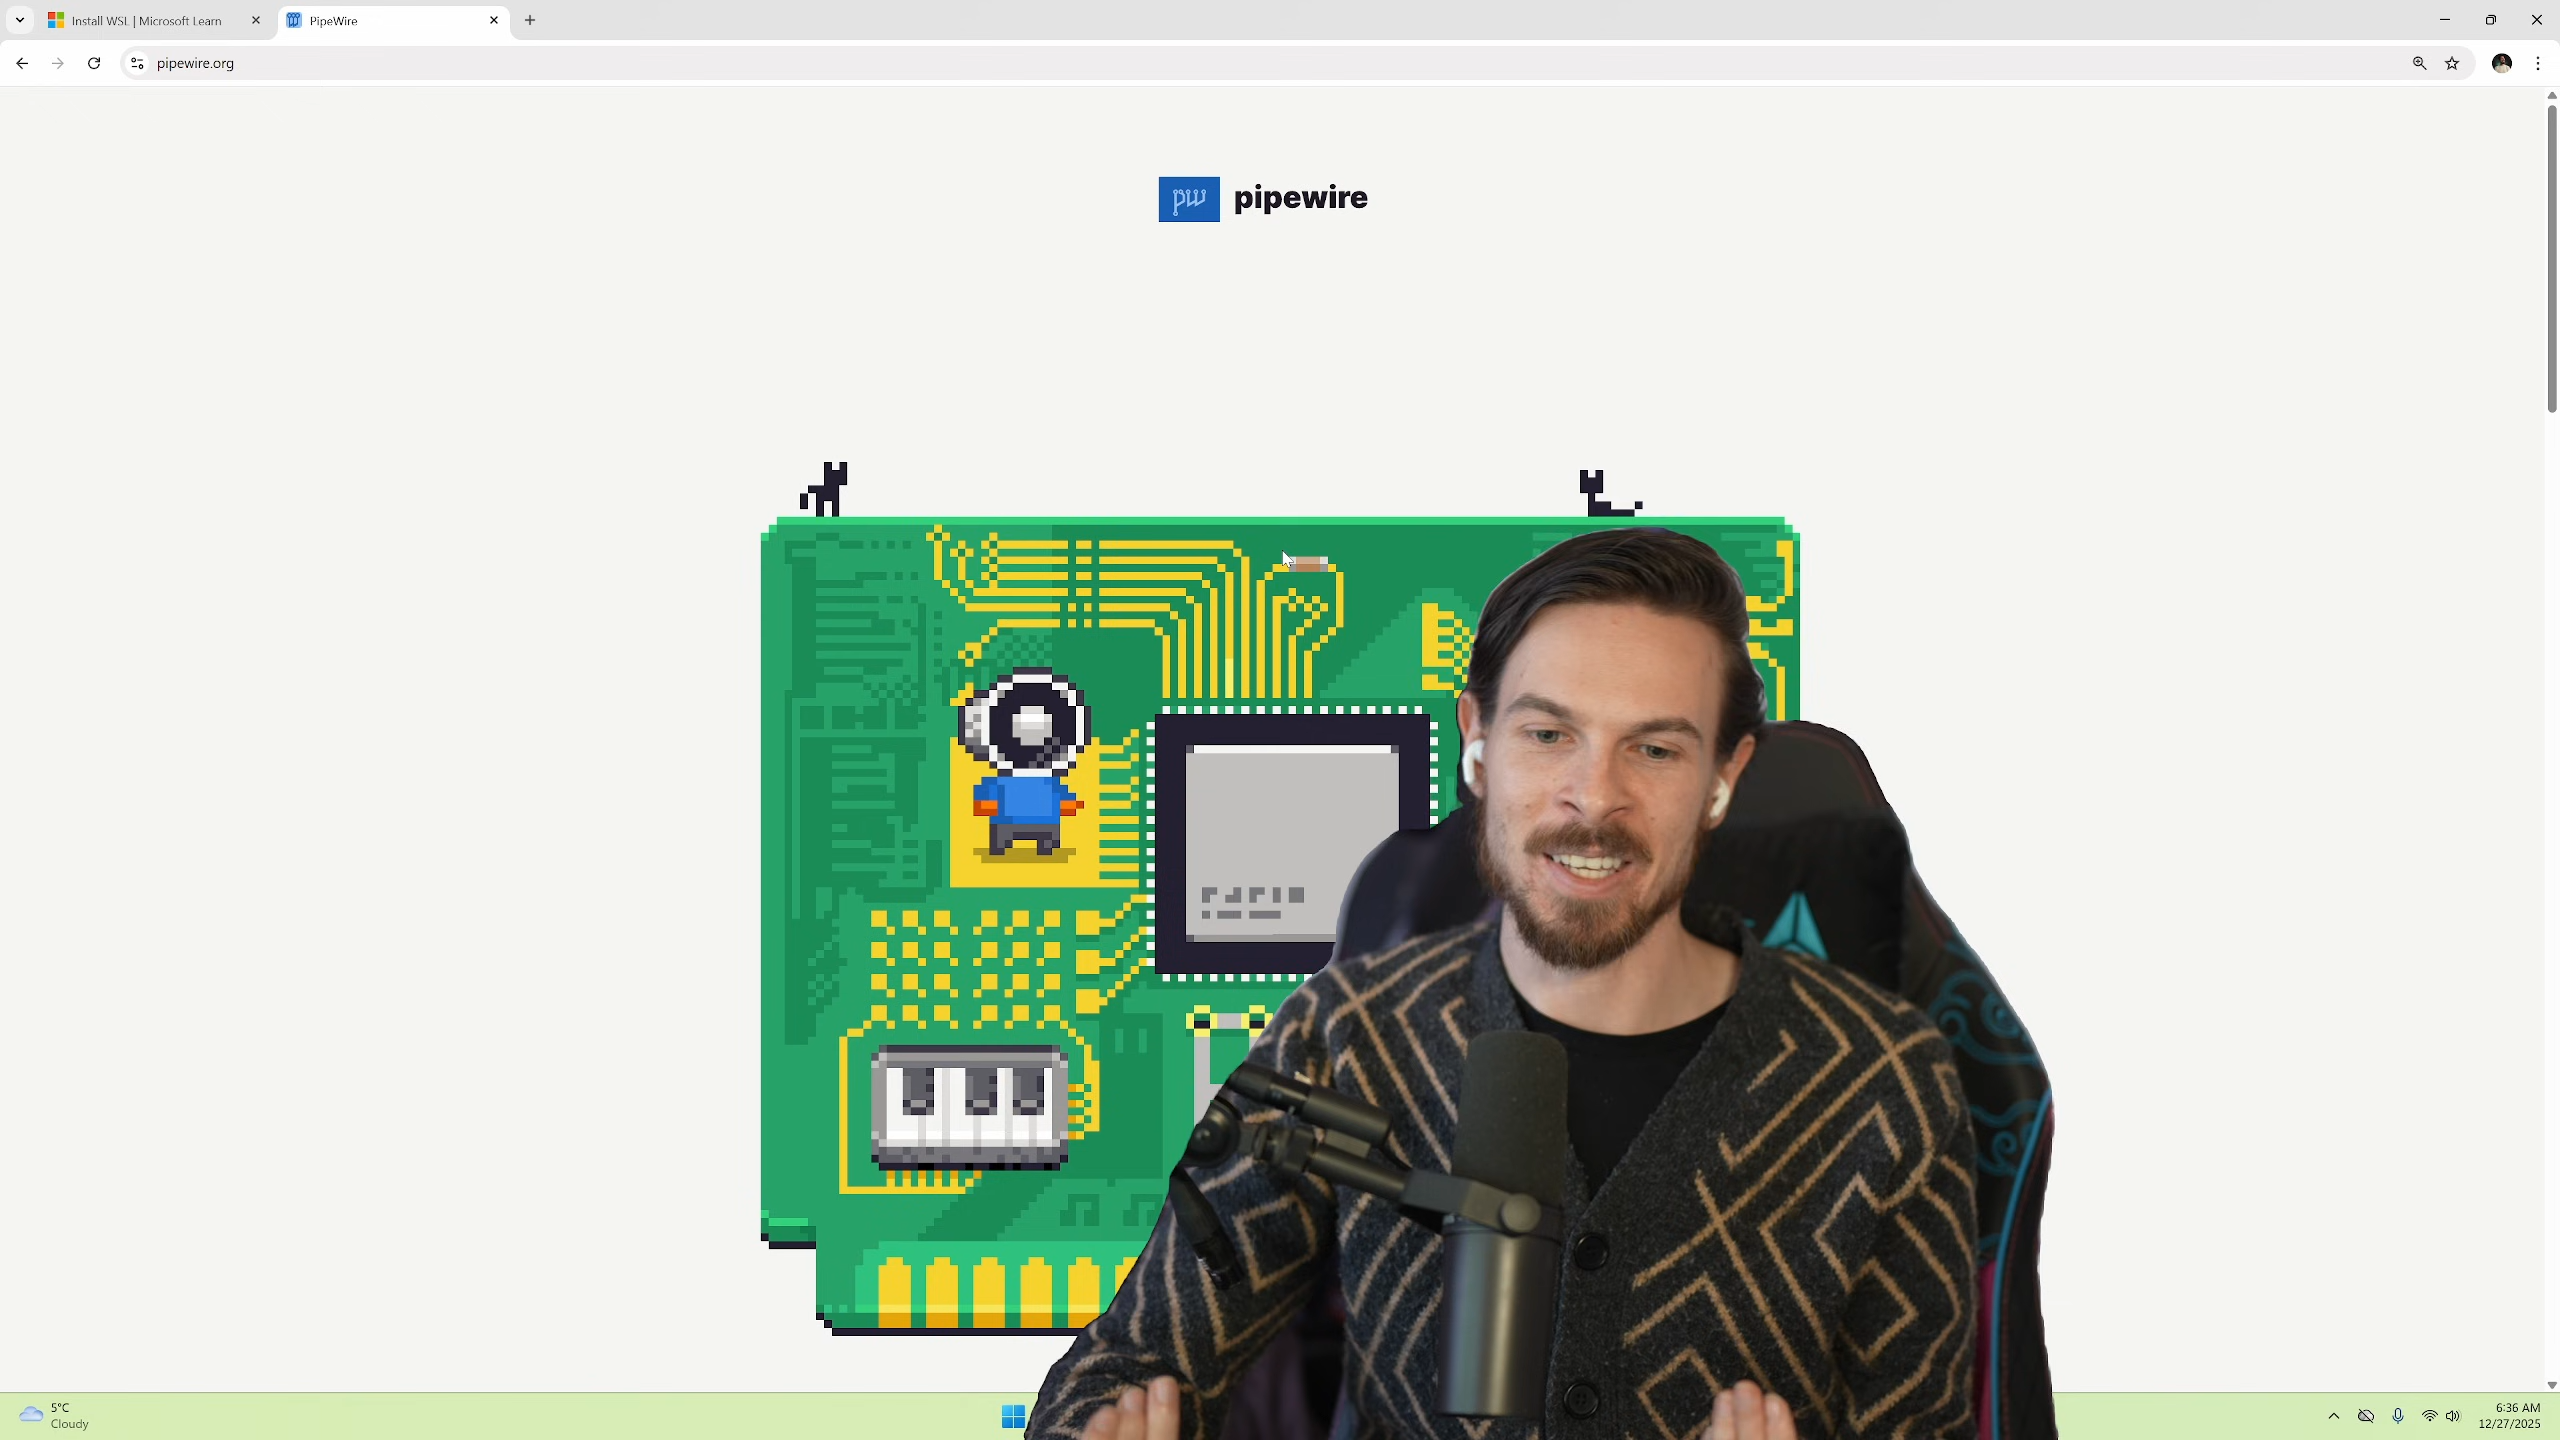 Install WSL | Microsoft Learn
PipeWire
pipewire.org
pw pipewire
5°C
Cloudy
6:36 AM
12/27/2025